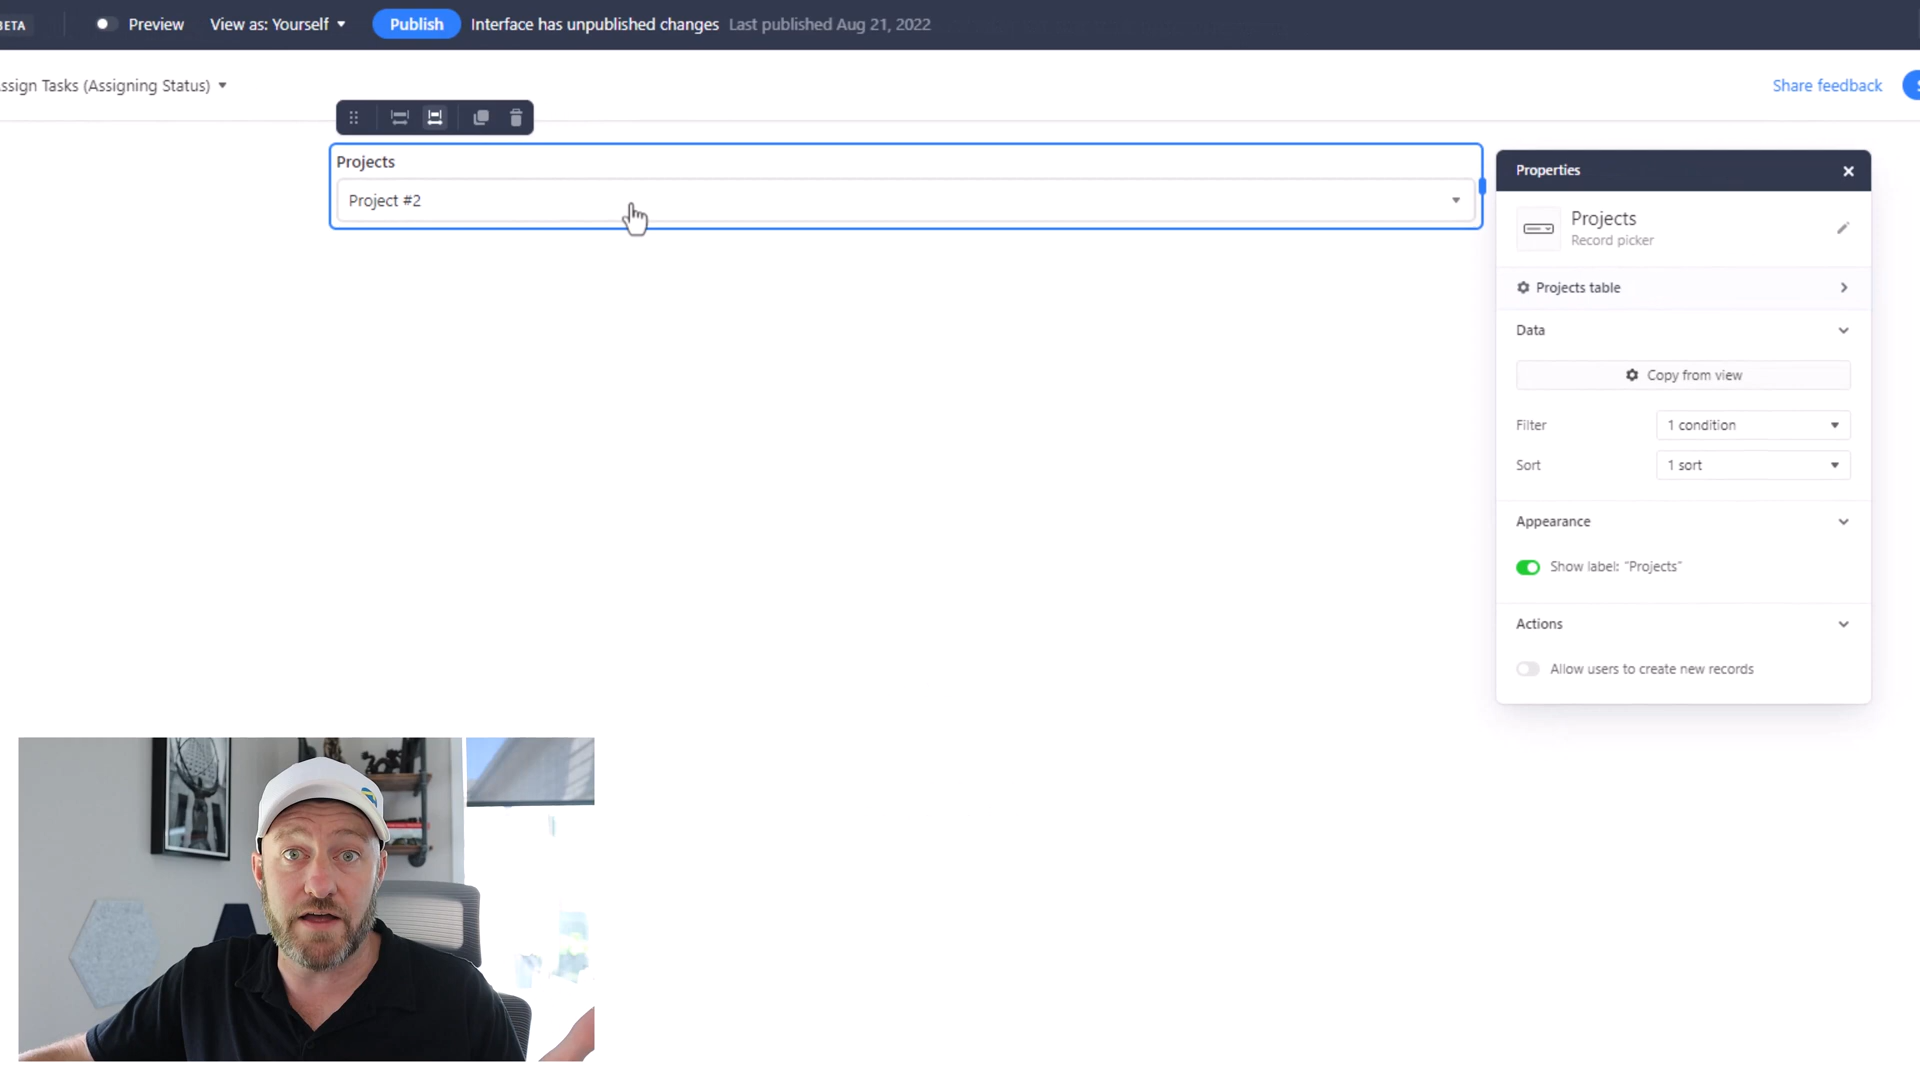 BETA
Preview
View as: Yourself
Publish
Interface has unpublished changes
Last published Aug 21, 2022
ssign Tasks (Assigning Status)
Share feedback
Projects
Project #2
Properties
Projects
Record picker
Projects table
Data
Copy from view
Filter
1 condition
Sort
1 sort
Appearance
Show label: "Projects"
Actions
Allow users to create new records